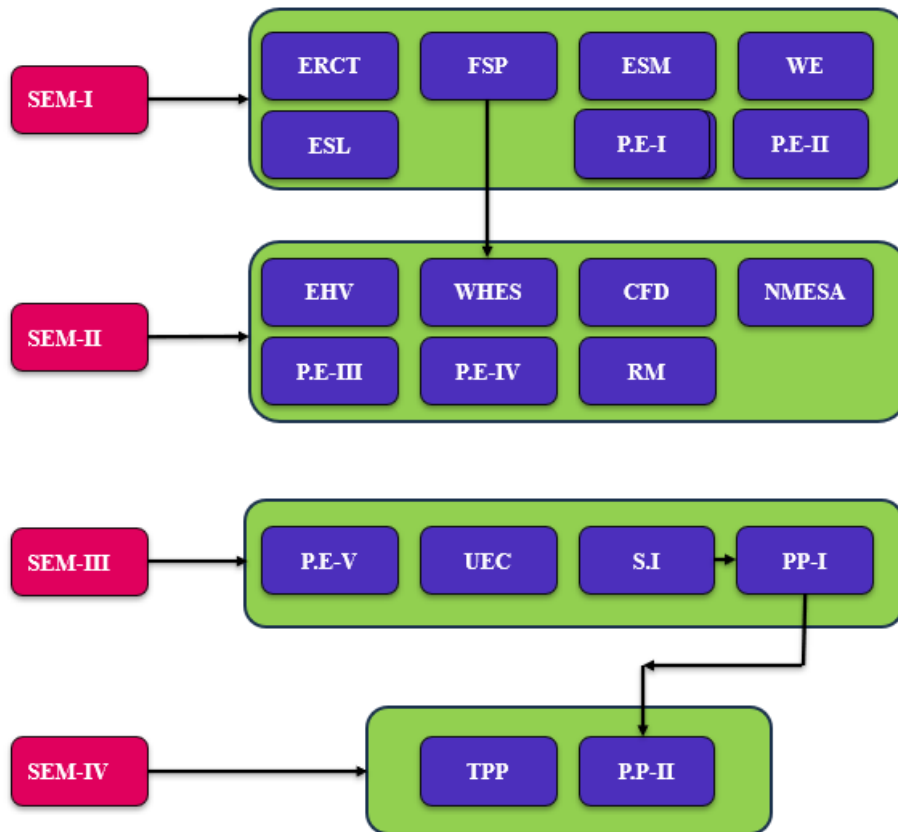 SEM-I
ERCT
FSP
ESM
WE
ESL
P.E-I
P.E-II
SEM-II
EHV
WHES
CFD
NMESA
P.E-III
P.E-IV
RM
SEM-III
P.E-V
UEC
S.I
PP-I
SEM-IV
TPP
P.P-II